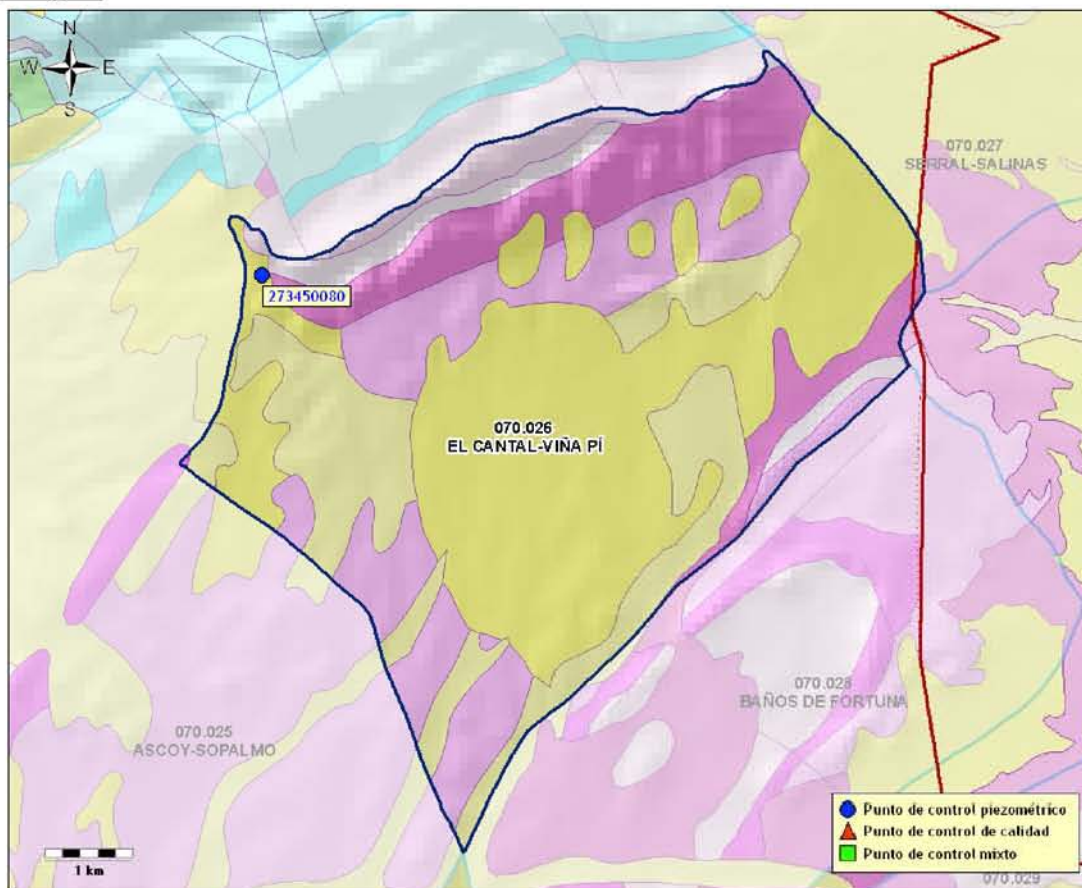 N
W E
S
070.027
SERRAL-SALINAS
273450080
070.026
EL CANTAL-VIÑA PÍ
070.028
BAÑOS DE FORTUNA
070.025
ASCOY-SOPALMO
Punto de control piezométrico
Punto de control de calidad
Punto de control mixto
1 km
070.029